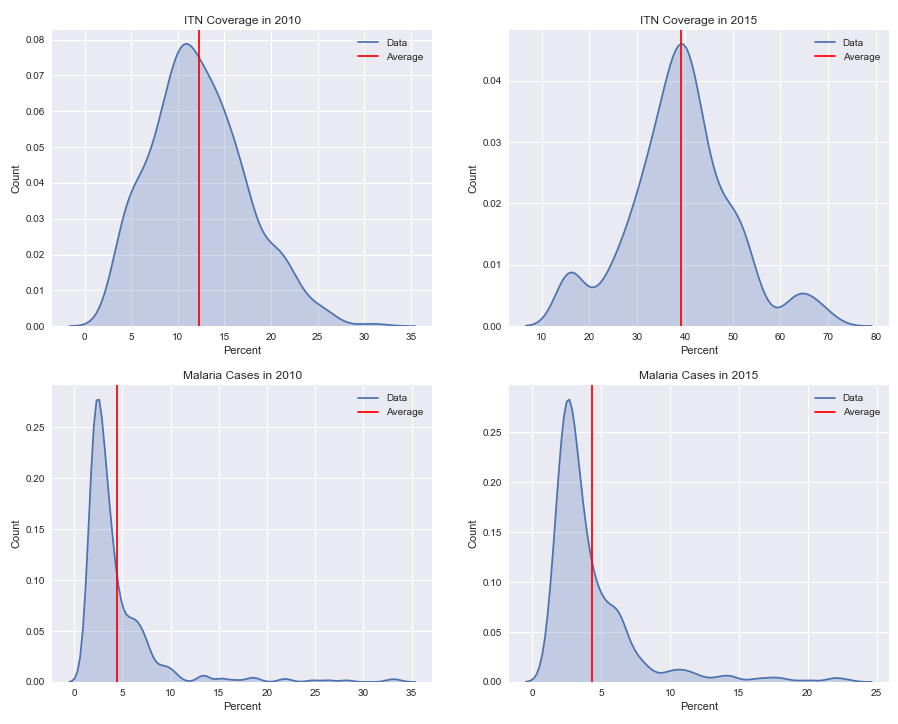 ITN Coverage in 2010
Data
Average
Count
0.08
0.07
0.06
0.05
0.04
0.03
0.02
0.01
0.00
0 5 10 15 20 25 30 35
Percent
ITN Coverage in 2015
Data
Average
Count
0.04
0.03
0.02
0.01
0.00
10 20 30 40 50 60 70 80
Percent
Malaria Cases in 2010
Data
Average
Count
0.25
0.20
0.15
0.10
0.05
0.00
0 5 10 15 20 25 30 35
Percent
Malaria Cases in 2015
Data
Average
Count
0.25
0.20
0.15
0.10
0.05
0.00
0 5 10 15 20 25
Percent